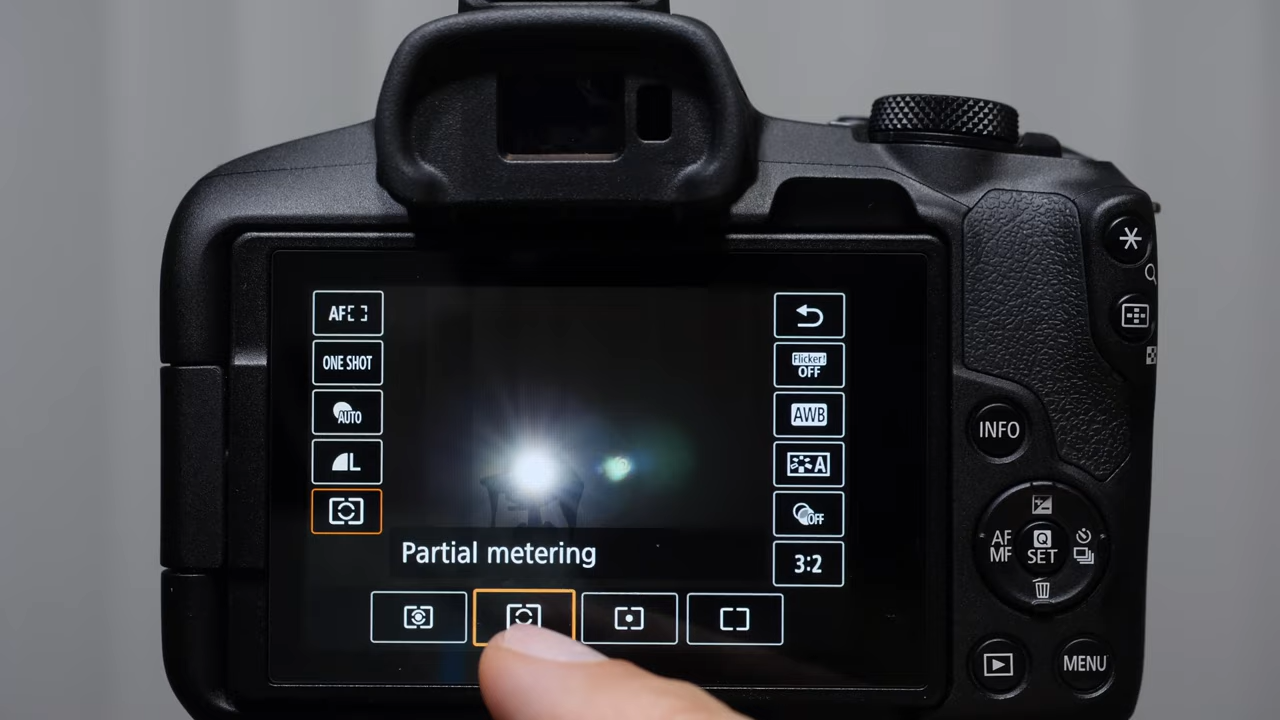 AF
ONE SHOT
AUTO
L
Partial metering
Flicker!
OFF
AWB
A
OFF
3:2
INFO
AF
MF
Q
SET
MENU